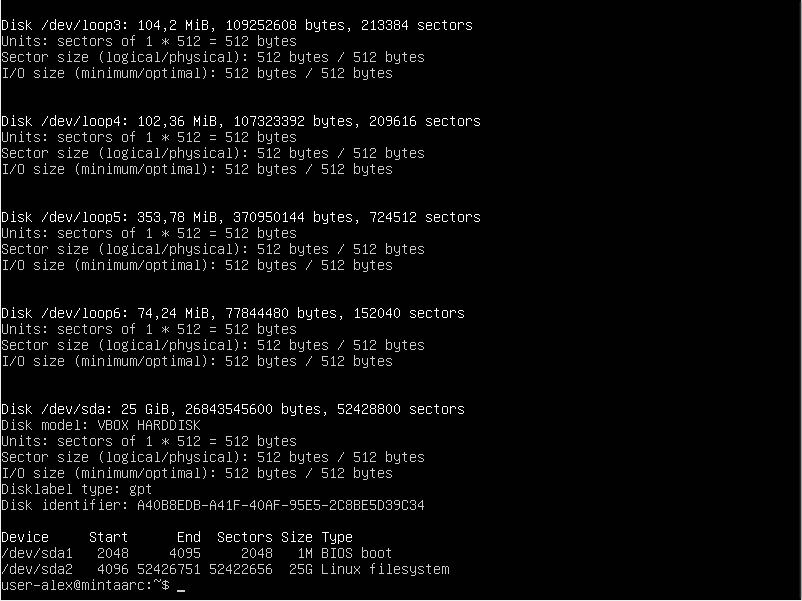 Disk /dev/loop3: 104,2 MiB, 109252608 bytes, 213384 sectors
Units: sectors of 1 * 512 = 512 bytes
Sector size (logical/physical): 512 bytes / 512 bytes
I/O size (minimum/optimal): 512 bytes / 512 bytes
Disk /dev/loop4: 102,36 MiB, 107323392 bytes, 209616 sectors
Units: sectors of 1 * 512 = 512 bytes
Sector size (logical/physical): 512 bytes / 512 bytes
I/O size (minimum/optimal): 512 bytes / 512 bytes
Disk /dev/loop5: 353,78 MiB, 370950144 bytes, 724512 sectors
Units: sectors of 1 * 512 = 512 bytes
Sector size (logical/physical): 512 bytes / 512 bytes
I/O size (minimum/optimal): 512 bytes / 512 bytes
Disk /dev/loop6: 74,24 MiB, 77844480 bytes, 152040 sectors
Units: sectors of 1 * 512 = 512 bytes
Sector size (logical/physical): 512 bytes / 512 bytes
I/O size (minimum/optimal): 512 bytes / 512 bytes
Disk /dev/sda: 25 GiB, 26843545600 bytes, 52428800 sectors
Disk model: VBOX HARDDISK
Units: sectors of 1 * 512 = 512 bytes
Sector size (logical/physical): 512 bytes / 512 bytes
I/O size (minimum/optimal): 512 bytes / 512 bytes
Disklabel type: gpt
Disk identifier: A40B8EDB-A41F-40AF-95E5-2C8BE5D39C34
Device     Start      End  Sectors Size Type
/dev/sda1   2048     4095     2048   1M BIOS boot
/dev/sda2   4096 52426751 52422656  25G Linux filesystem
user-alex@mintaarc:~$ _